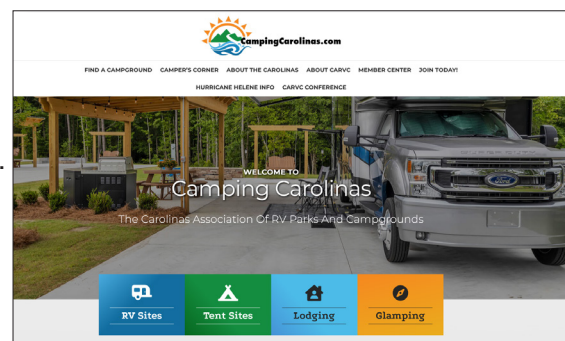 CampingCarolinas.com
FIND A CAMPGROUND CAMPER'S CORNER ABOUT THE CAROLINAS ABOUT CARVC MEMBER CENTER JOIN TODAY!
HURRICANE HELENE INFO CARVC CONFERENCE
WELCOME TO
Camping Carolinas
The Carolinas Association Of RV Parks And Campgrounds
RV Sites Tent Sites Lodging Glamping